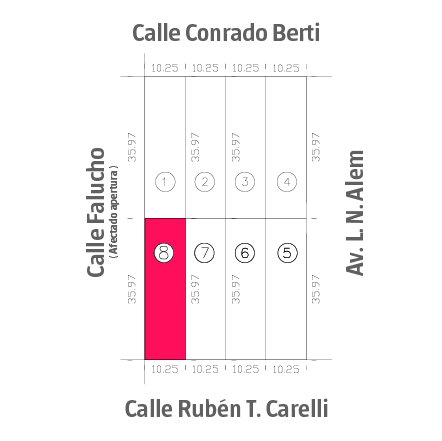 Calle Conrado Berti
10.25 10.25 10.25 10.25
35.97 35.97 35.97 35.97
1 2 3 4
Calle Falucho
(Afectado apertura)
Av. L. N. Alem
8 7 6 5
35.97 35.97 35.97 35.97
10.25 10.25 10.25 10.25
Calle Rubén T. Carelli